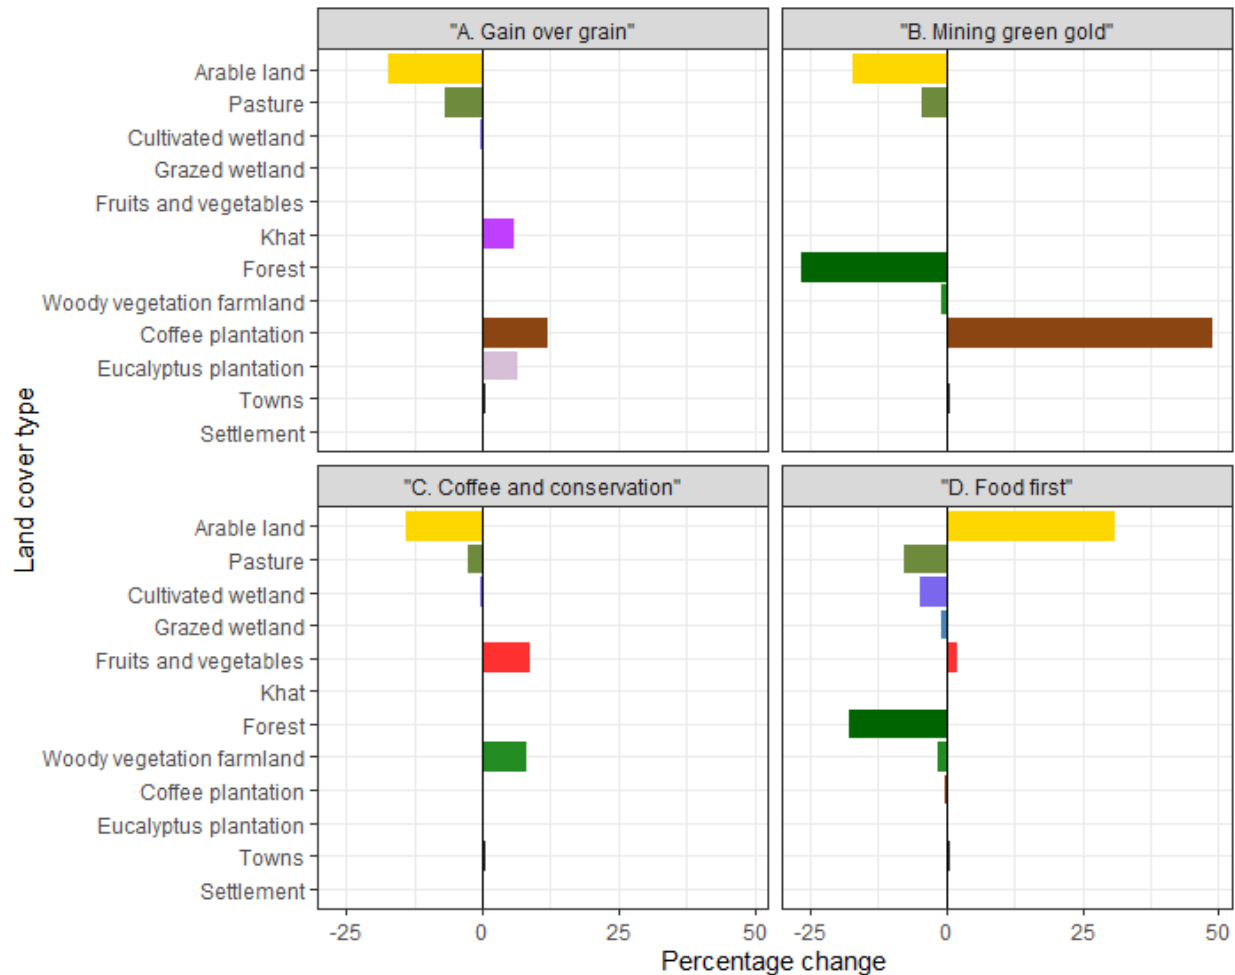 "A. Gain over grain"
"B. Mining green gold"
Arable land
Pasture
Cultivated wetland
Grazed wetland
Fruits and vegetables
Khat
Forest
Woody vegetation farmland
Coffee plantation
Eucalyptus plantation
Towns
Settlement
"C. Coffee and conservation"
"D. Food first"
Arable land
Pasture
Cultivated wetland
Grazed wetland
Fruits and vegetables
Khat
Forest
Woody vegetation farmland
Coffee plantation
Eucalyptus plantation
Towns
Settlement
Land cover type
-25 0 25 50 -25 0 25 50
Percentage change